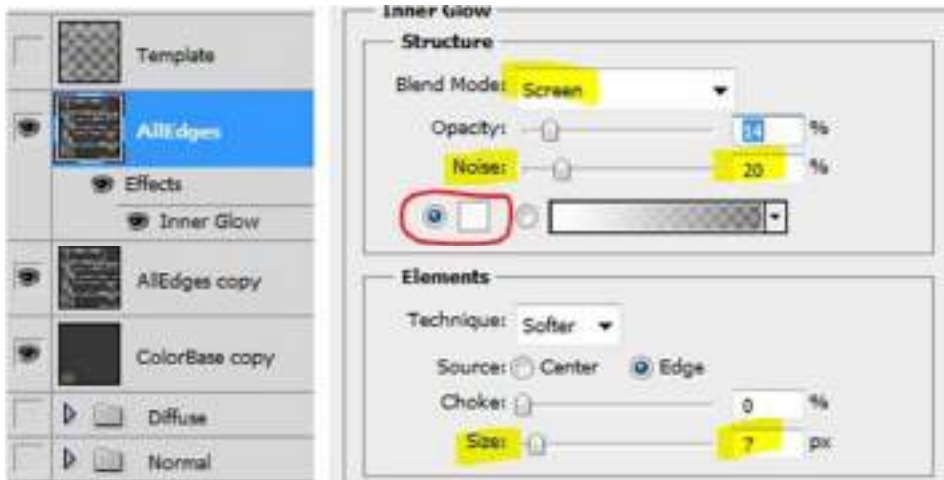 Template
AllEdges
Effects
Inner Glow
AllEdges copy
ColorBase copy
Diffuse
Normal
Inner Glow
Structure
Blend Mode: Screen
Opacity: 14 %
Noise: 20 %
Elements
Technique: Softer
Source: Center Edge
Choke: 0 %
Size: 7 px